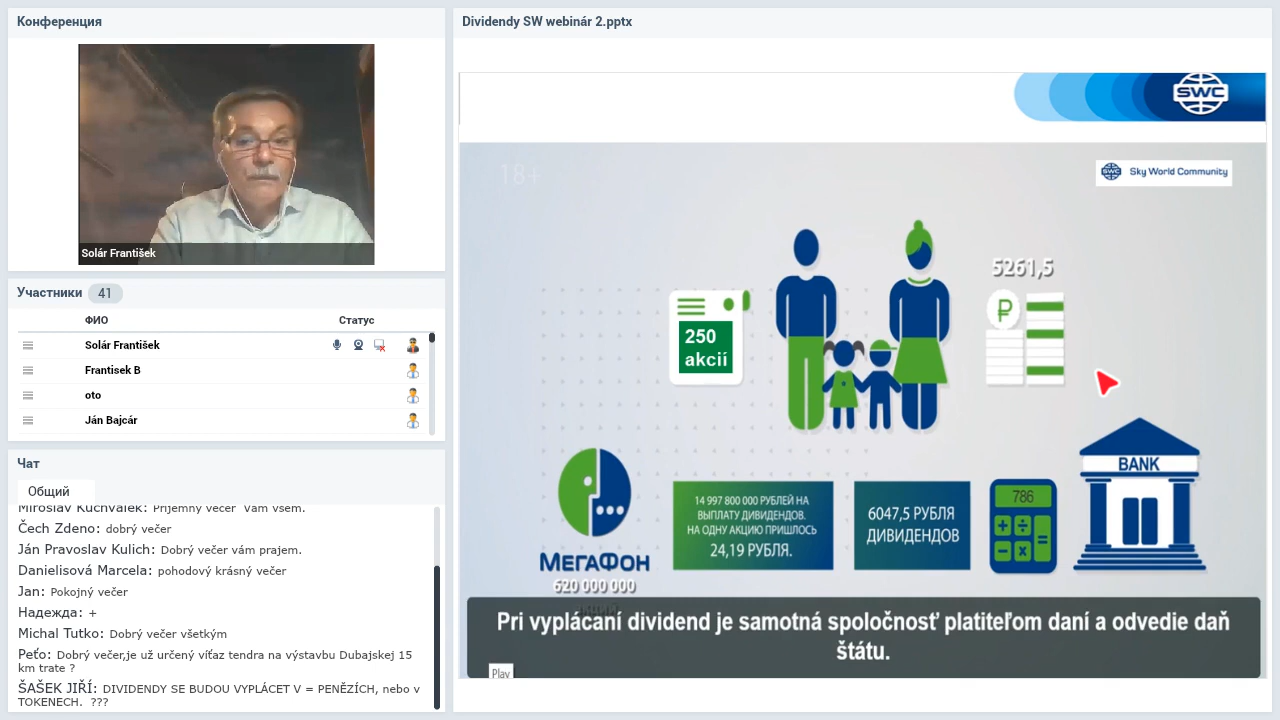 Конференция
Solár František
Участники 41
ФИО Статус
Solár František
Frantisek B
oto
Ján Bajcár
Чат
Общий
Miroslav Kuchválek: Příjemný večer vám všem.
Čech Zdeno: dobrý večer
Ján Pravoslav Kulich: Dobrý večer vám prajem.
Danielisová Marcela: pohodový krásný večer
Jan: Pokojný večer
Надежда: +
Michal Tutko: Dobrý večer všetkým
Peťo: Dobrý večer,je už určený víťaz tendra na výstavbu Dubajskej 15
km trate ?
ŠAŠEK JIŘÍ: DIVIDENDY SE BUDOU VYPLÁCET V = PENĚZÍCH, nebo v
TOKENECH. ???
Dividendy SW webinár 2.pptx
SWC
18+
SWC Sky World Community
5261,5
₽
250
akcií
BANK
МЕГАФОН
620 000 000
14 997 800 000 РУБЛЕЙ НА
ВЫПЛАТУ ДИВИДЕНДОВ.
НА ОДНУ АКЦИЮ ПРИШЛОСЬ
24,19 РУБЛЯ.
6047,5 РУБЛЯ
ДИВИДЕНДОВ
786
+ ÷
− × =
Pri vyplácaní dividend je samotná spoločnosť platiteľom daní a odvedie daň
štátu.
Play